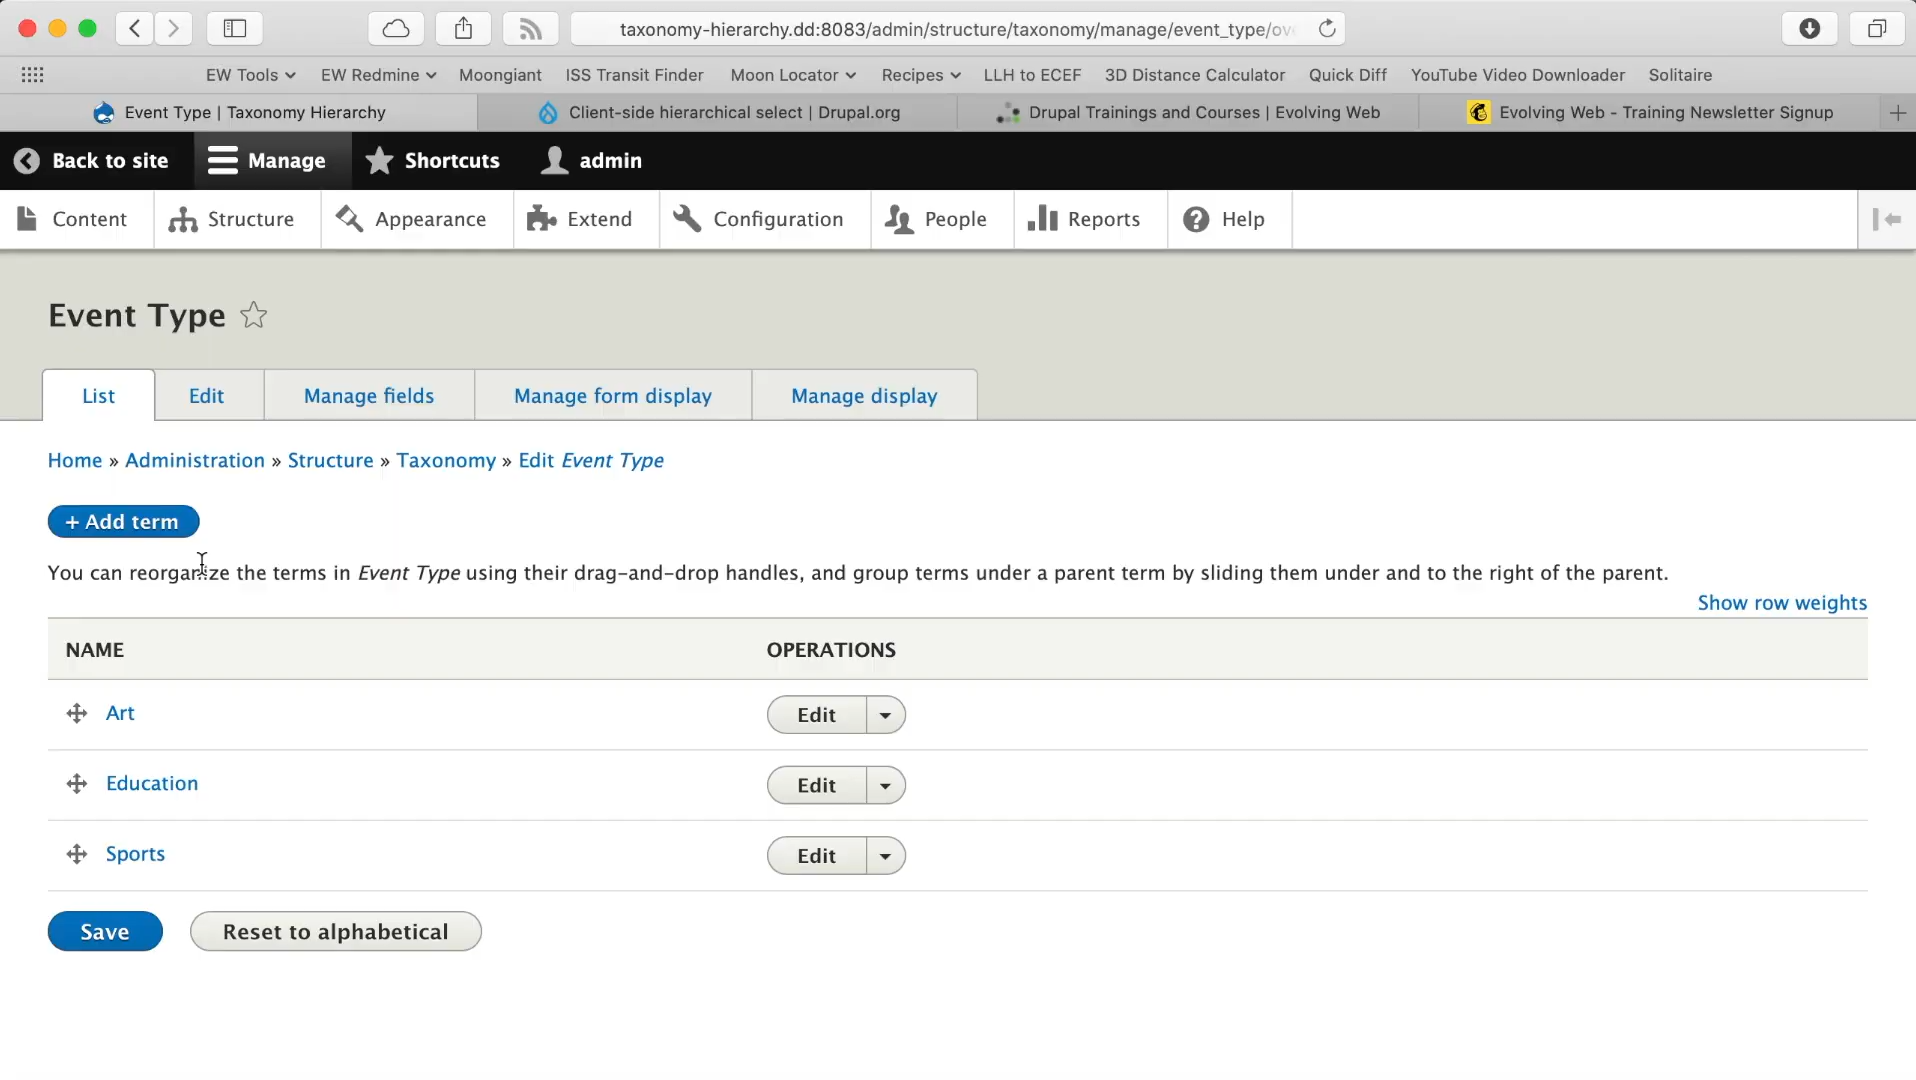 taxonomy-hierarchy.dd:8083/admin/structure/taxonomy/manage/event_type/ov
EW Tools EW Redmine Moongiant ISS Transit Finder Moon Locator Recipes LLH to ECEF 3D Distance Calculator Quick Diff YouTube Video Downloader Solitaire
Event Type | Taxonomy Hierarchy Client-side hierarchical select | Drupal.org Drupal Trainings and Courses | Evolving Web Evolving Web - Training Newsletter Signup
Back to site Manage Shortcuts admin
Content Structure Appearance Extend Configuration People Reports Help
Event Type
List Edit Manage fields Manage form display Manage display
Home » Administration » Structure » Taxonomy » Edit Event Type
+ Add term
You can reorganize the terms in Event Type using their drag-and-drop handles, and group terms under a parent term by sliding them under and to the right of the parent.
Show row weights
NAME OPERATIONS
Art Edit
Education Edit
Sports Edit
Save Reset to alphabetical